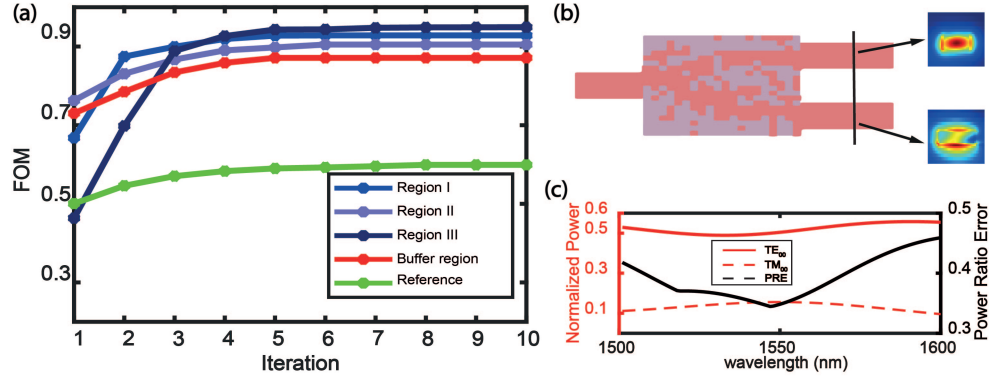 (a)
FOM
0.9
0.7
0.5
0.3
1 2 3 4 5 6 7 8 9 10
Iteration
Region I
Region II
Region III
Buffer region
Reference
(b)
(c)
Normalized Power
0.6
0.5
0.3
0.1
TE₀₀
TM₀₀
PRE
0.5
0.4
0.3
Power Ratio Error
1500 1550 1600
wavelength (nm)